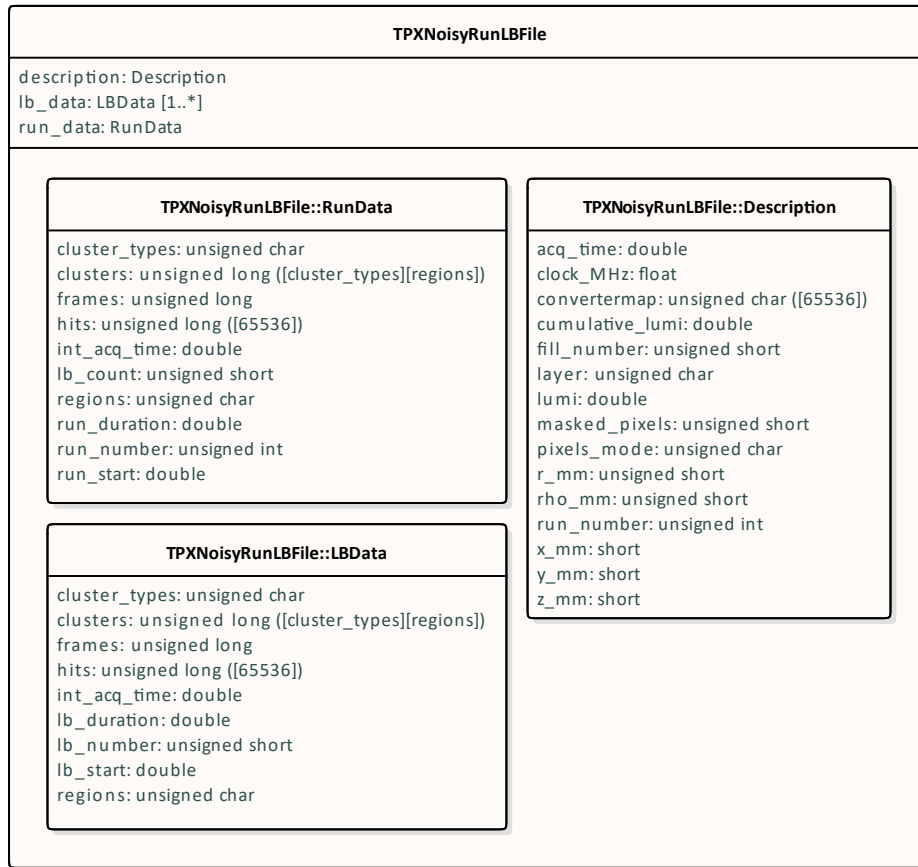 TPXNoisyRunLBFile
description: Description
lb_data: LBData [1..*]
run_data: RunData
TPXNoisyRunLBFile::RunData
cluster_types: unsigned char
clusters: unsigned long ([cluster_types][regions])
frames: unsigned long
hits: unsigned long ([65536])
int_acq_time: double
lb_count: unsigned short
regions: unsigned char
run_duration: double
run_number: unsigned int
run_start: double
TPXNoisyRunLBFile::LBData
cluster_types: unsigned char
clusters: unsigned long ([cluster_types][regions])
frames: unsigned long
hits: unsigned long ([65536])
int_acq_time: double
lb_duration: double
lb_number: unsigned short
lb_start: double
regions: unsigned char
TPXNoisyRunLBFile::Description
acq_time: double
clock_MHz: float
convertermap: unsigned char ([65536])
cumulative_lumi: double
fill_number: unsigned short
layer: unsigned char
lumi: double
masked_pixels: unsigned short
pixels_mode: unsigned char
r_mm: unsigned short
rho_mm: unsigned short
run_number: unsigned int
x_mm: short
y_mm: short
z_mm: short